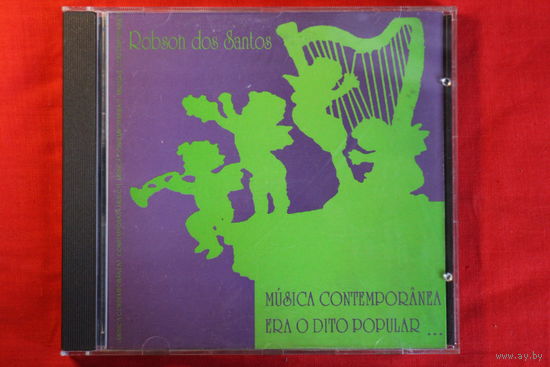 Robson dos Santos
MÚSICA CONTEMPORÂNEA
ERA O DITO POPULAR ...
www.ay.by